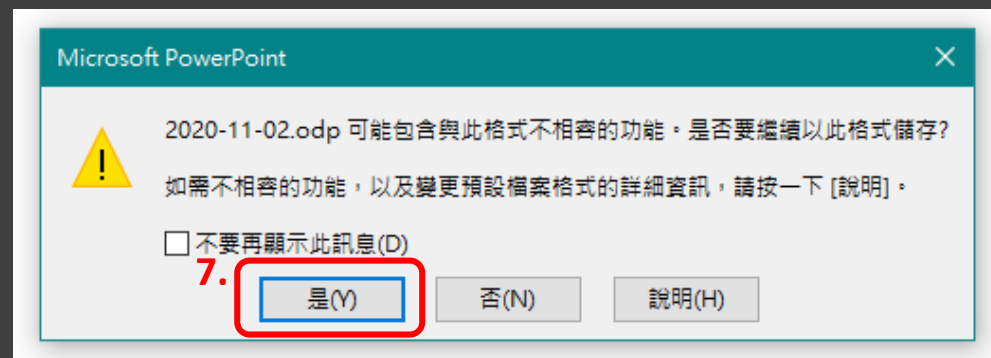 Microsoft PowerPoint
2020-11-02.odp 可能包含與此格式不相容的功能。是否要繼續以此格式儲存?
如需不相容的功能，以及變更預設檔案格式的詳細資訊，請按一下 [說明]。
不要再顯示此訊息(D)
7.
是(Y) 否(N) 說明(H)